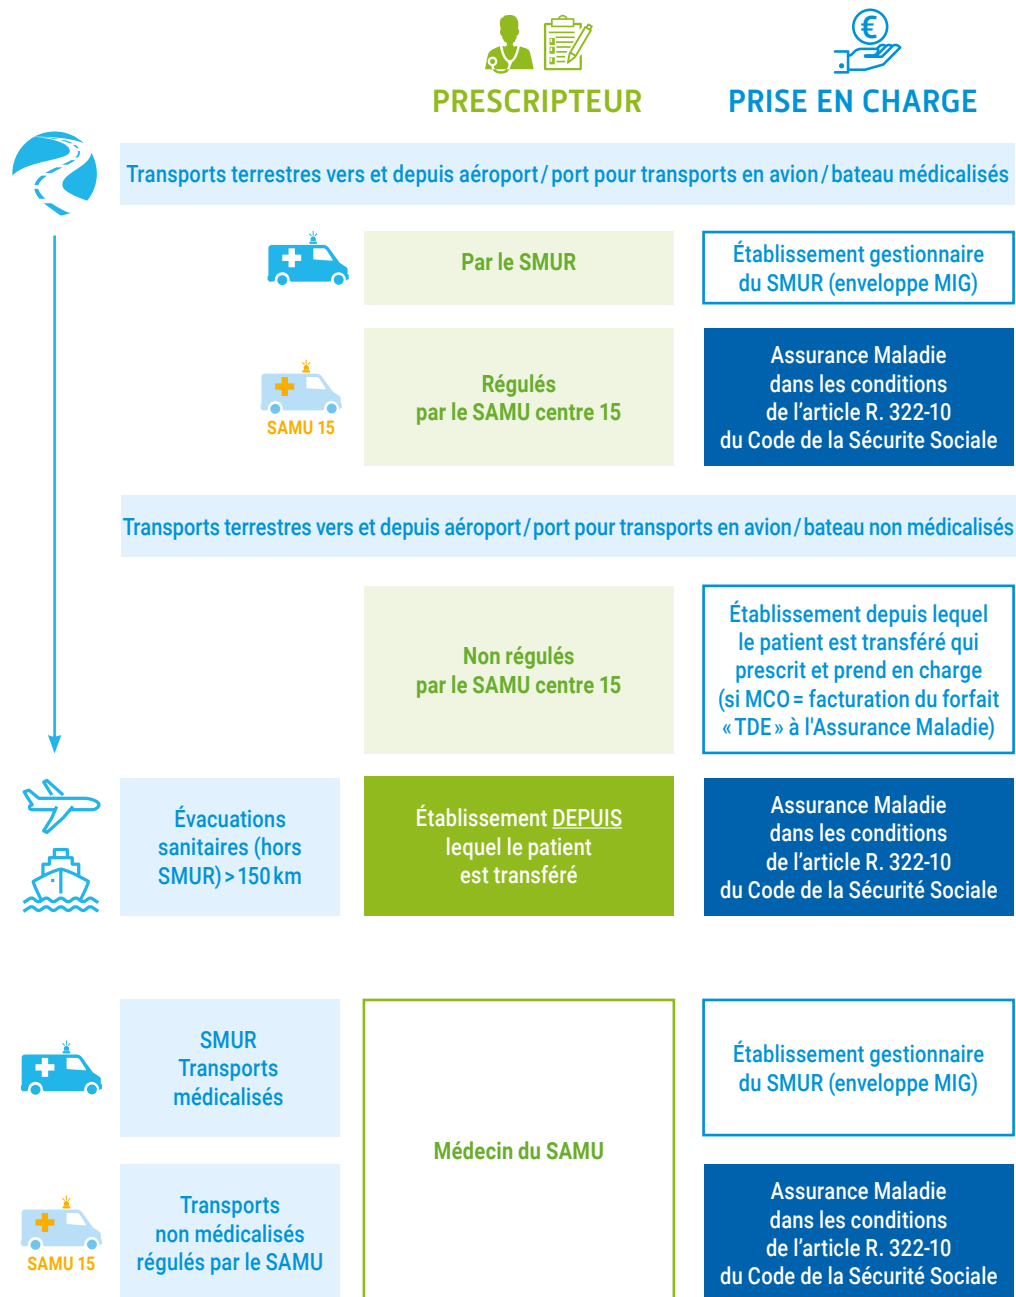 PRESCRIPTEUR
PRISE EN CHARGE
Transports terrestres vers et depuis aéroport/port pour transports en avion/bateau médicalisés
Par le SMUR
Établissement gestionnaire
du SMUR (enveloppe MIG)
SAMU 15
Régulés
par le SAMU centre 15
Assurance Maladie
dans les conditions
de l'article R. 322-10
du Code de la Sécurite Sociale
Transports terrestres vers et depuis aéroport/port pour transports en avion/bateau non médicalisés
Non régulés
par le SAMU centre 15
Établissement depuis lequel
le patient est transféré qui
prescrit et prend en charge
(si MCO = facturation du forfait
« TDE » à l'Assurance Maladie)
Évacuations
sanitaires (hors
SMUR) > 150 km
Établissement DEPUIS
lequel le patient
est transféré
Assurance Maladie
dans les conditions
de l'article R. 322-10
du Code de la Sécurité Sociale
SMUR
Transports
médicalisés
Médecin du SAMU
Établissement gestionnaire
du SMUR (enveloppe MIG)
SAMU 15
Transports
non médicalisés
régulés par le SAMU
Assurance Maladie
dans les conditions
de l'article R. 322-10
du Code de la Sécurité Sociale